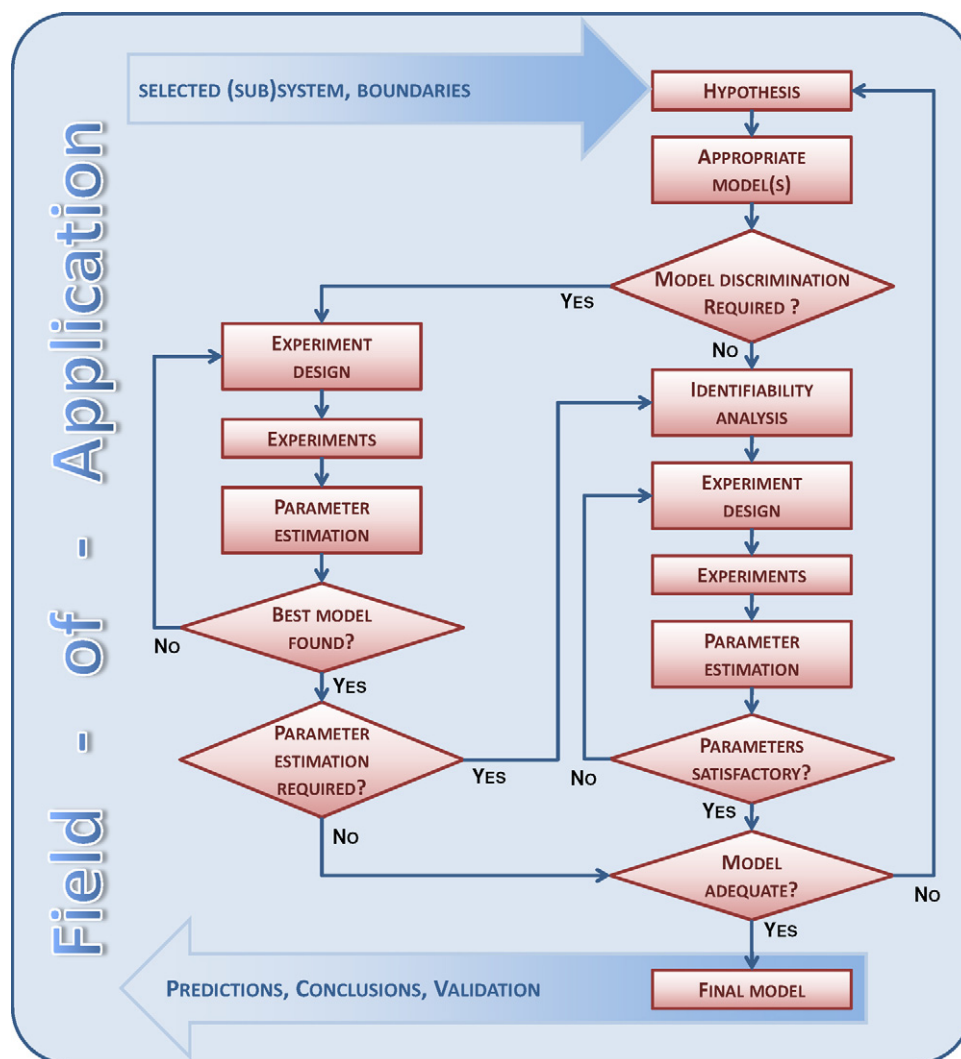 Field - of - Application
SELECTED (SUB)SYSTEM, BOUNDARIES
HYPOTHESIS
APPROPRIATE
MODEL(S)
MODEL DISCRIMINATION
REQUIRED ?
YES
NO
EXPERIMENT
DESIGN
EXPERIMENTS
PARAMETER
ESTIMATION
BEST MODEL
FOUND?
NO
YES
PARAMETER
ESTIMATION
REQUIRED?
YES
NO
IDENTIFIABILITY
ANALYSIS
EXPERIMENT
DESIGN
EXPERIMENTS
PARAMETER
ESTIMATION
PARAMETERS
SATISFACTORY?
NO
YES
MODEL
ADEQUATE?
NO
YES
FINAL MODEL
PREDICTIONS, CONCLUSIONS, VALIDATION